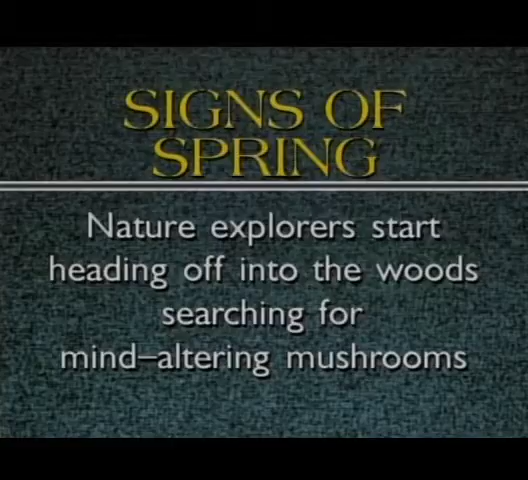 SIGNS OF
SPRING
Nature explorers start
heading off into the woods
searching for
mind–altering mushrooms